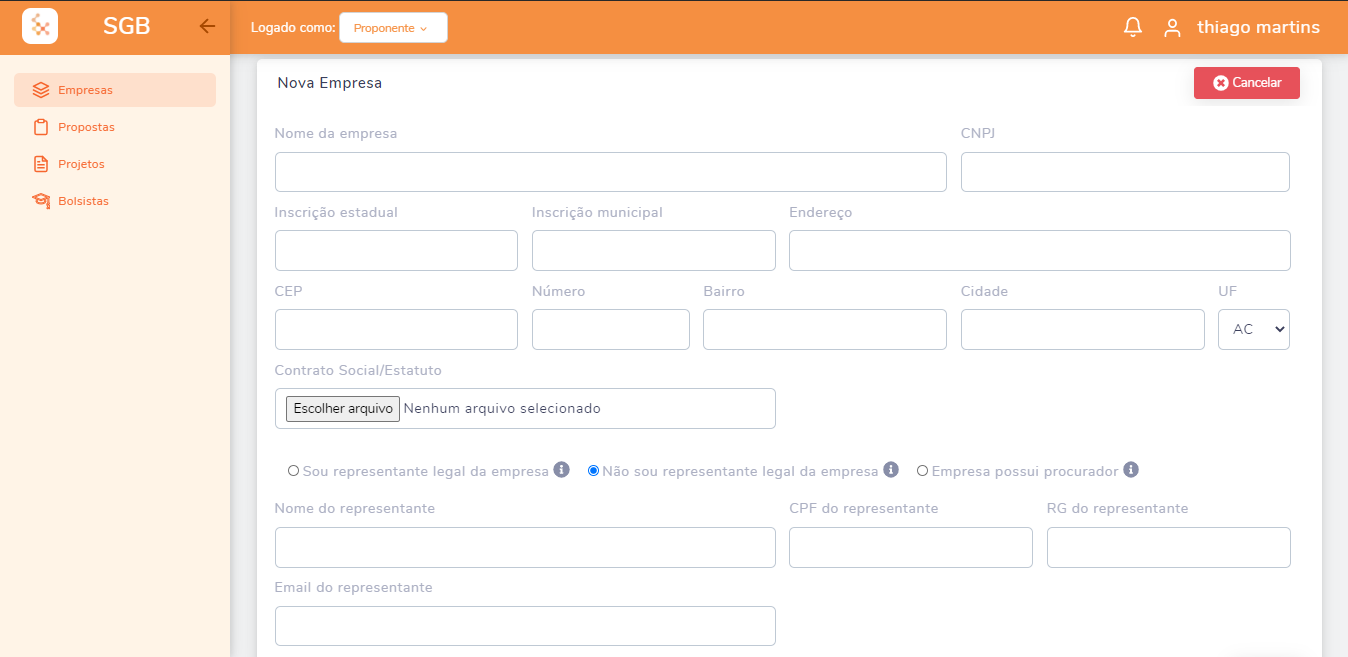 SGB
Logado como: Proponente
thiago martins
Empresas
Propostas
Projetos
Bolsistas
Nova Empresa
Cancelar
Nome da empresa CNPJ
Inscrição estadual Inscrição municipal Endereço
CEP Número Bairro Cidade UF
AC
Contrato Social/Estatuto
Escolher arquivo Nenhum arquivo selecionado
Sou representante legal da empresa Não sou representante legal da empresa Empresa possui procurador
Nome do representante CPF do representante RG do representante
Email do representante